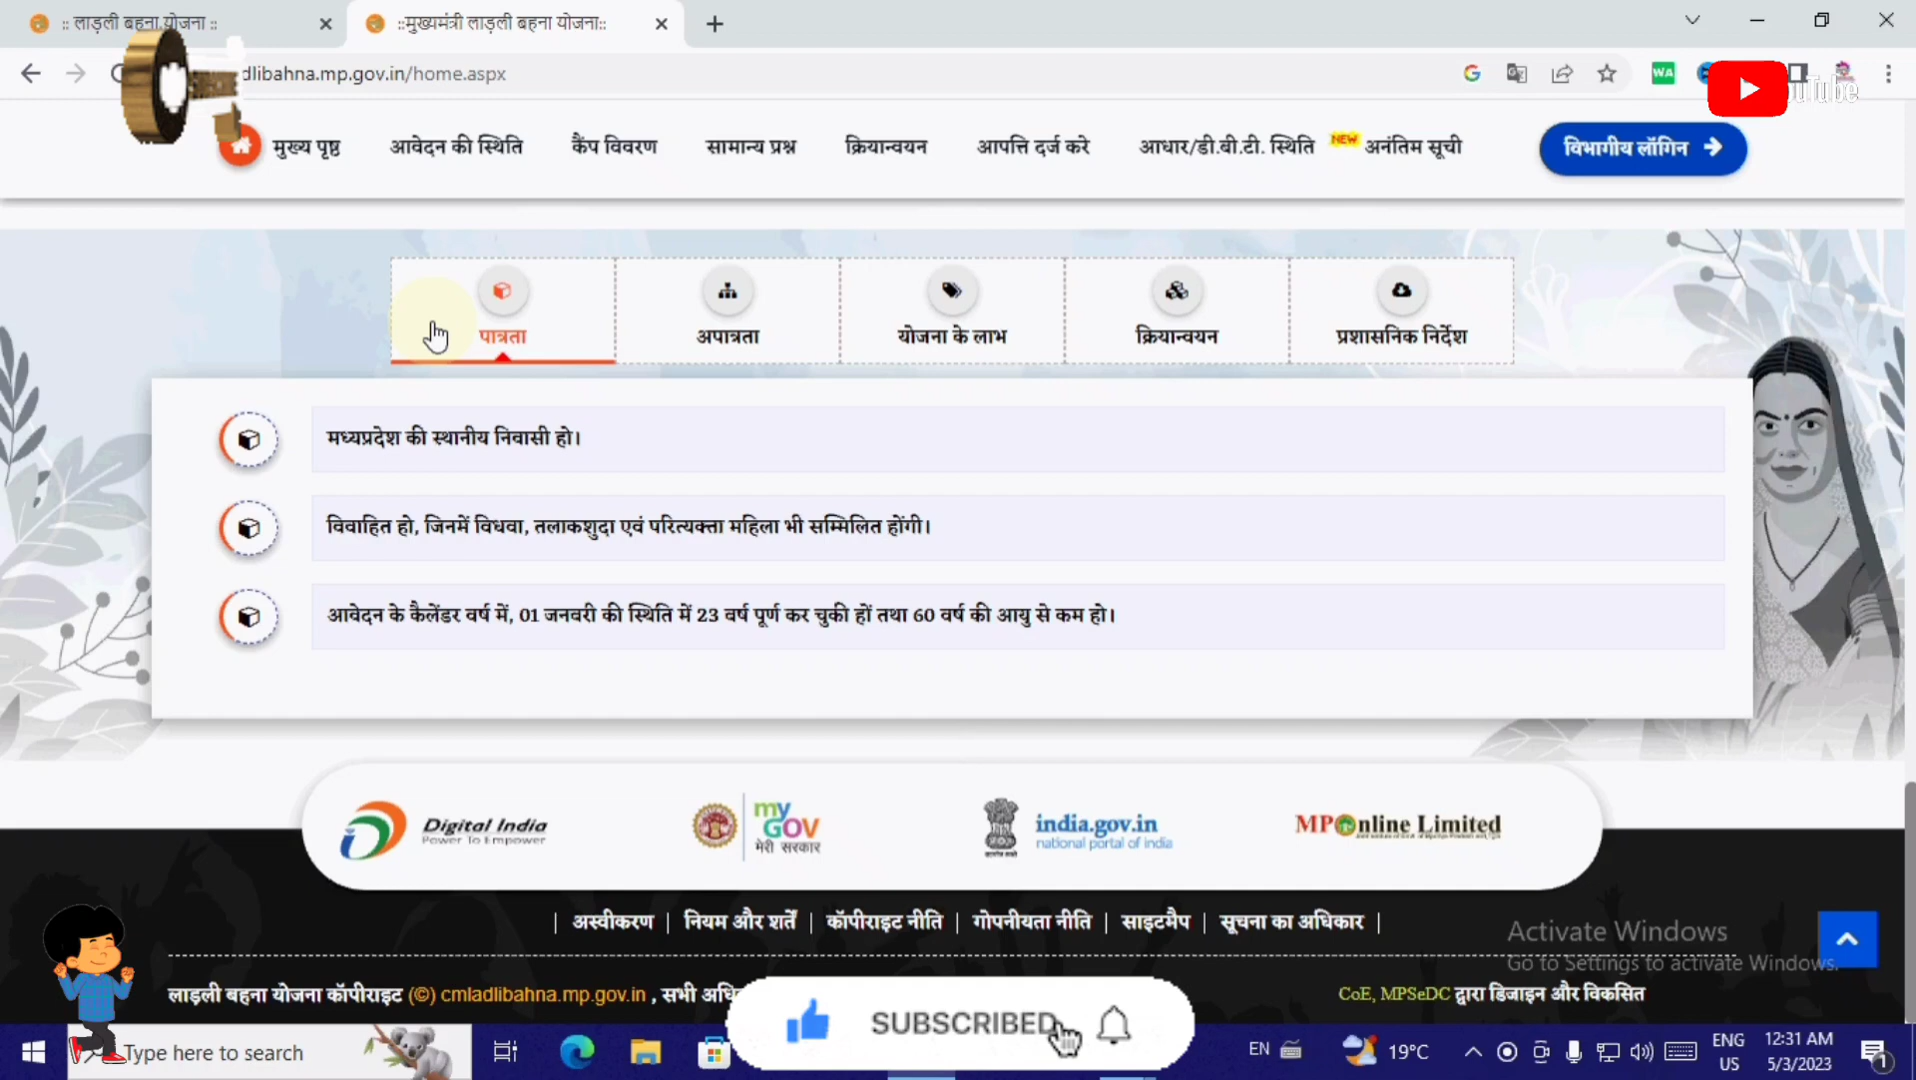 :: लाड़ली बहना योजना ::
::मुख्यमंत्री लाड़ली बहना योजना::
dlibahna.mp.gov.in/home.aspx
WA
मुख्य पृष्ठ
आवेदन की स्थिति
कैंप विवरण
सामान्य प्रश्न
क्रियान्वयन
आपत्ति दर्ज करे
आधार/डी.बी.टी. स्थिति
NEW
अनंतिम सूची
विभागीय लॉगिन
पात्रता
अपात्रता
योजना के लाभ
क्रियान्वयन
प्रशासनिक निर्देश
मध्यप्रदेश की स्थानीय निवासी हो।
विवाहित हो, जिनमें विधवा, तलाकशुदा एवं परित्यक्ता महिला भी सम्मिलित होंगी।
आवेदन के कैलेंडर वर्ष में, 01 जनवरी की स्थिति में 23 वर्ष पूर्ण कर चुकी हों तथा 60 वर्ष की आयु से कम हो।
Digital India
Power To Empower
my
GOV
मेरी सरकार
india.gov.in
national portal of india
MPOnline Limited
| अस्वीकरण | नियम और शर्तें | कॉपीराइट नीति | गोपनीयता नीति | साइटमैप | सूचना का अधिकार |
Activate Windows
Go to Settings to activate Windows.
लाड़ली बहना योजना कॉपीराइट (©) cmladlibahna.mp.gov.in , सभी
CoE, MPSeDC द्वारा डिजाइन और विकसित
SUBSCRIBED
Type here to search
EN
19°C
ENG
US
12:31 AM
5/3/2023
1